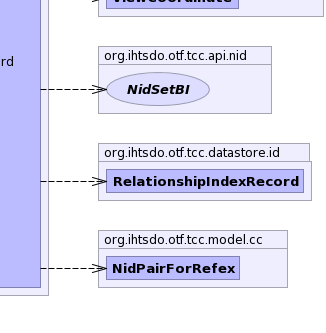 ViewCoordinate
rd
org.ihtsdo.otf.tcc.api.nid
NidSetBI
org.ihtsdo.otf.tcc.datastore.id
RelationshipIndexRecord
org.ihtsdo.otf.tcc.model.cc
NidPairForRefex